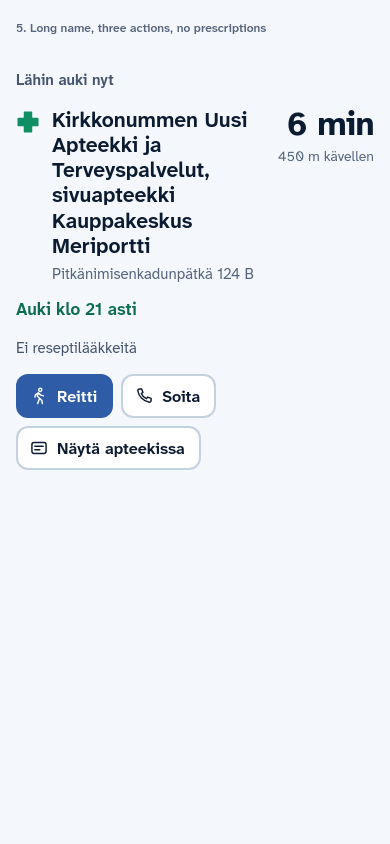 5. Long name, three actions, no prescriptions
Lähin auki nyt
Kirkkonummen Uusi
Apteekki ja
Terveyspalvelut,
sivuapteekki
Kauppakeskus
Meriportti
6 min
450 m kävellen
Pitkänimisenkadunpätkä 124 B
Auki klo 21 asti
Ei reseptilääkkeitä
Reitti
Soita
Näytä apteekissa